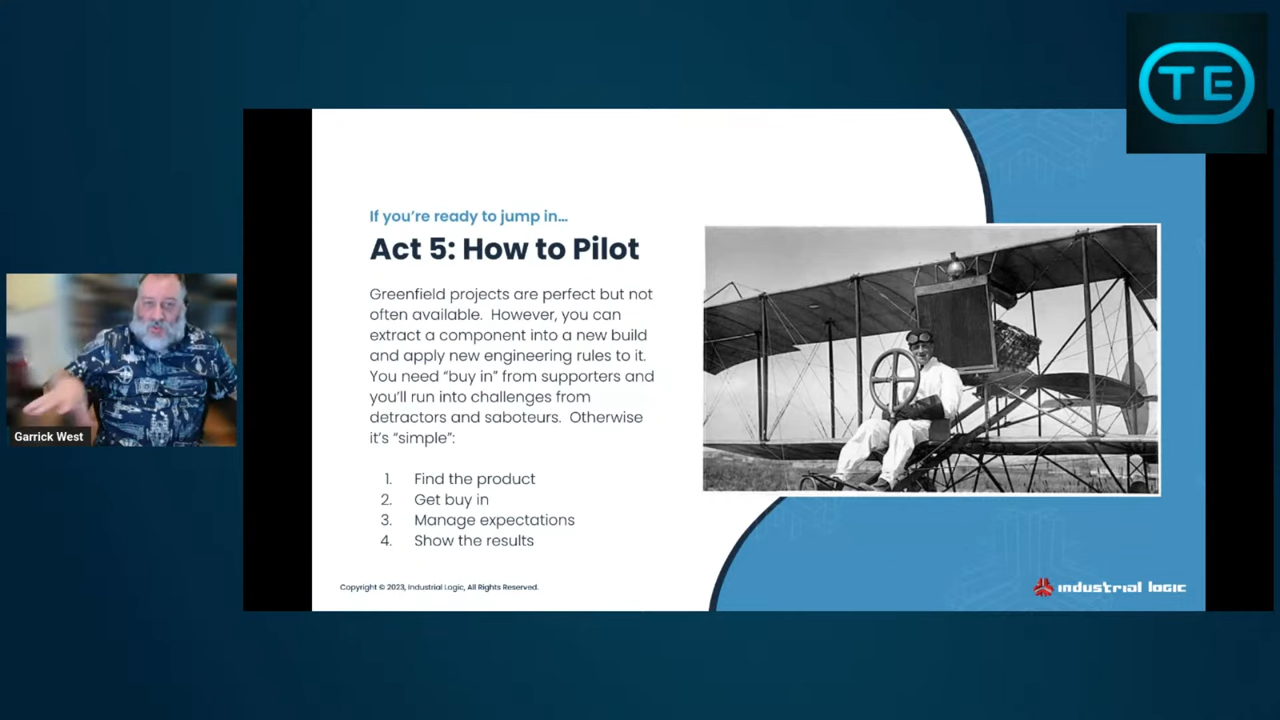 TE
If you're ready to jump in...
Act 5: How to Pilot
Greenfield projects are perfect but not
often available. However, you can
extract a component into a new build
and apply new engineering rules to it.
You need "buy in" from supporters and
you'll run into challenges from
detractors and saboteurs. Otherwise
it's "simple":
1. Find the product
2. Get buy in
3. Manage expectations
4. Show the results
Garrick West
Copyright © 2023, Industrial Logic, All Rights Reserved.
industrial logic